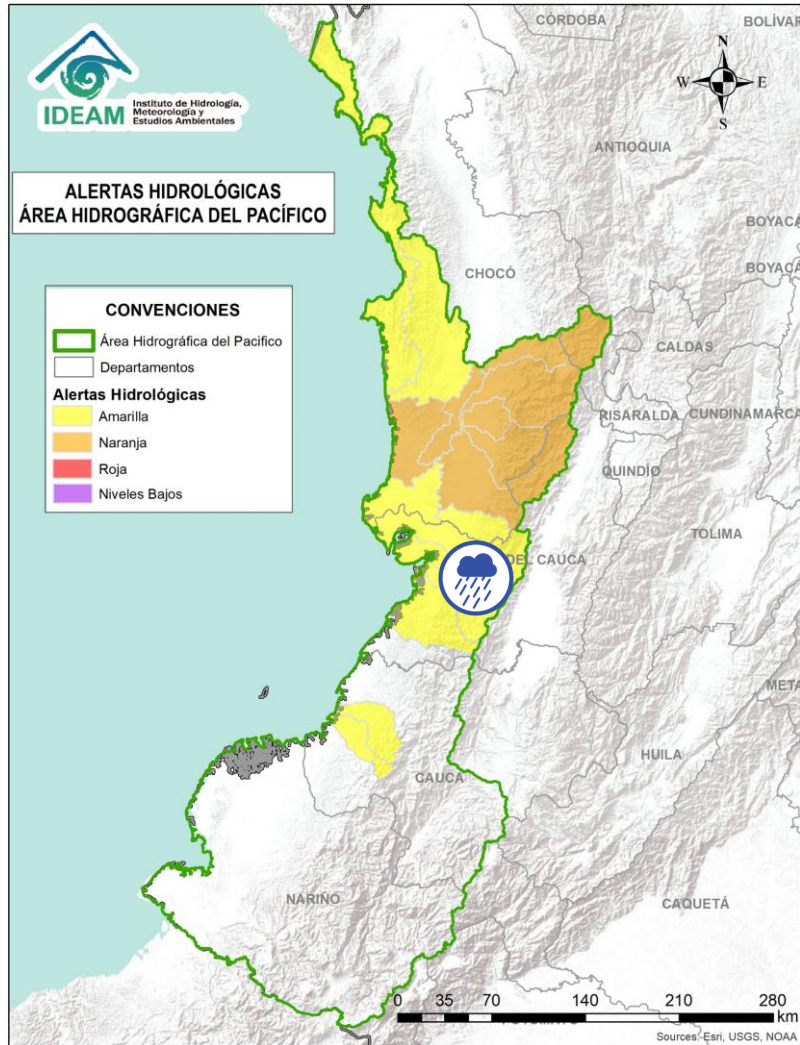 CÓRDOBA
BOLÍVAR
IDEAM
Instituto de Hidrología,
Meteorología y
Estudios Ambientales
N
W E
S
ANTIOQUIA
ALERTAS HIDROLÓGICAS
ÁREA HIDROGRÁFICA DEL PACÍFICO
BOYACÁ
BOYACÁ
CHOCÓ
CONVENCIONES
Área Hidrográfica del Pacifico
Departamentos
Alertas Hidrológicas
Amarilla
Naranja
Roja
Niveles Bajos
CALDAS
RISARALDA
CUNDINAMARCA
QUINDÍO
TOLIMA
DEL CAUCA
META
HUILA
CAUCA
NARIÑO
CAQUETÁ
0 35 70 140 210 280
km
Sources: Esri, USGS, NOAA